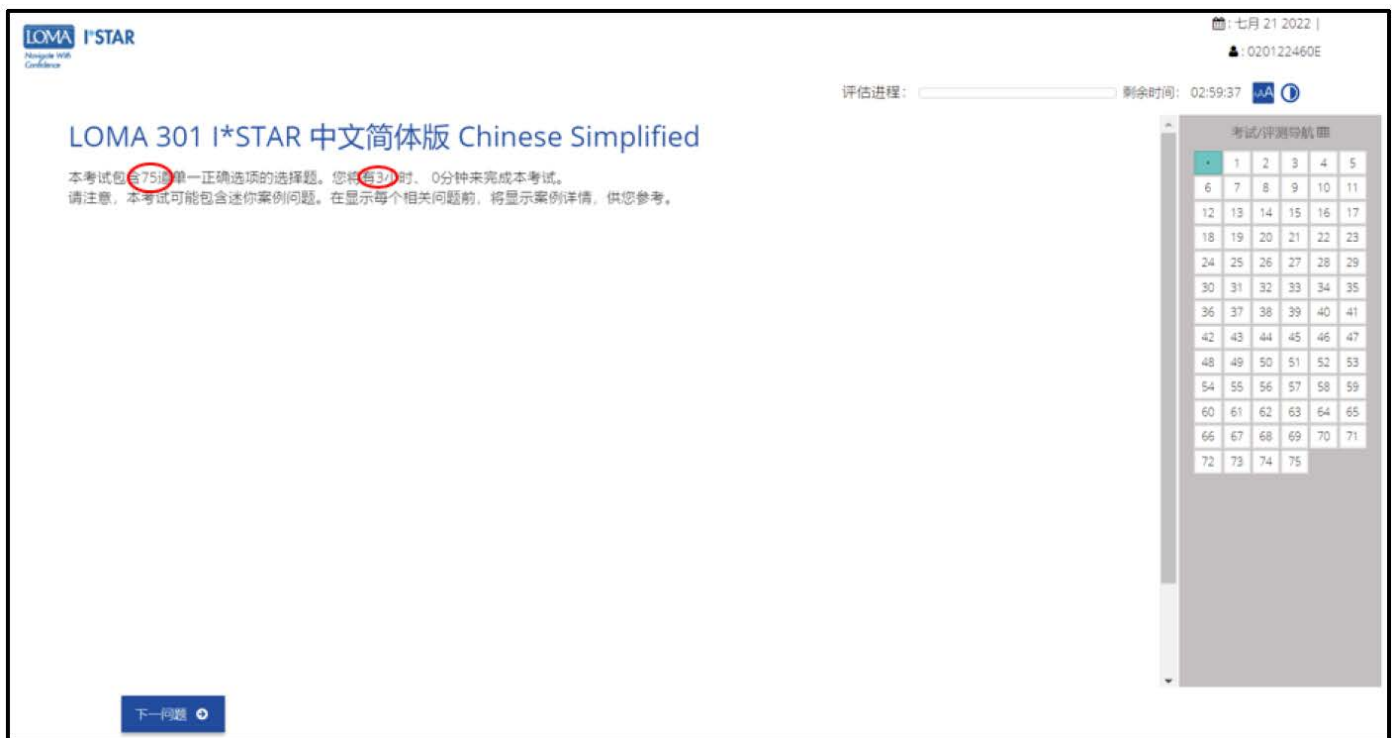 LOMA I*STAR
Navigate With
Confidence
: 七月 21 2022 |
: 020122460E
评估进程:
剩余时间: 02:59:37 AA
LOMA 301 I*STAR 中文简体版 Chinese Simplified
本考试包含75道单一正确选项的选择题。您将有3小时、 0分钟来完成本考试。
请注意，本考试可能包含迷你案例问题。在显示每个相关问题前，将显示案例详情，供您参考。
考试/评测导航
* 1 2 3 4 5
6 7 8 9 10 11
12 13 14 15 16 17
18 19 20 21 22 23
24 25 26 27 28 29
30 31 32 33 34 35
36 37 38 39 40 41
42 43 44 45 46 47
48 49 50 51 52 53
54 55 56 57 58 59
60 61 62 63 64 65
66 67 68 69 70 71
72 73 74 75
下一问题